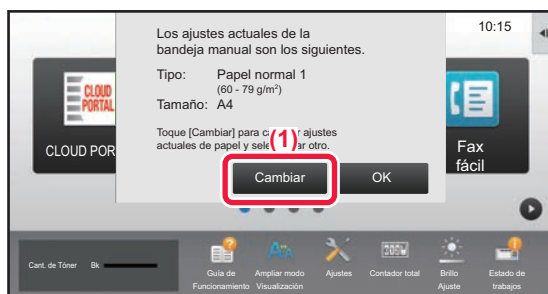 Los ajustes actuales de la
bandeja manual son los siguientes.
10:15
Tipo: Papel normal 1
(60 - 79 g/m²)
Tamaño: A4
Toque [Cambiar] para ajustes
actuales de papel y otro.
(1)
Cambiar
OK
CLOUD
PORTAL
CLOUD POR
Fax
fácil
Cant. de Tóner Bk
Guía de
Funcionamiento
Ampliar modo
Visualización
Ajustes
Contador total
Brillo
Ajuste
Estado de
trabajos